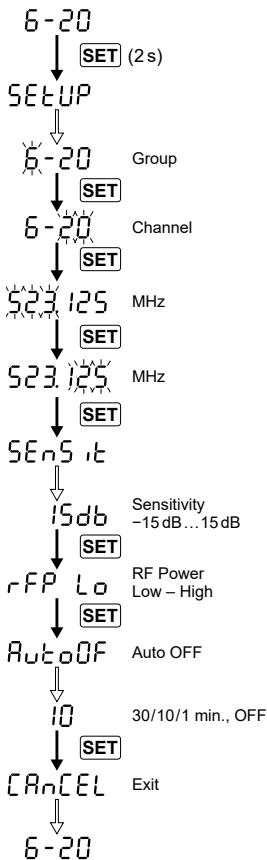 6-20
SET (2 s)
SEtUP
6-20 Group
SET
6-20 Channel
SET
523.125 MHz
SET
523.125 MHz
SET
SEnSit
15db Sensitivity
−15 dB…15 dB
SET
rFP Lo RF Power
Low – High
SET
AutoOF Auto OFF
10 30/10/1 min., OFF
SET
CAnCEL Exit
6-20